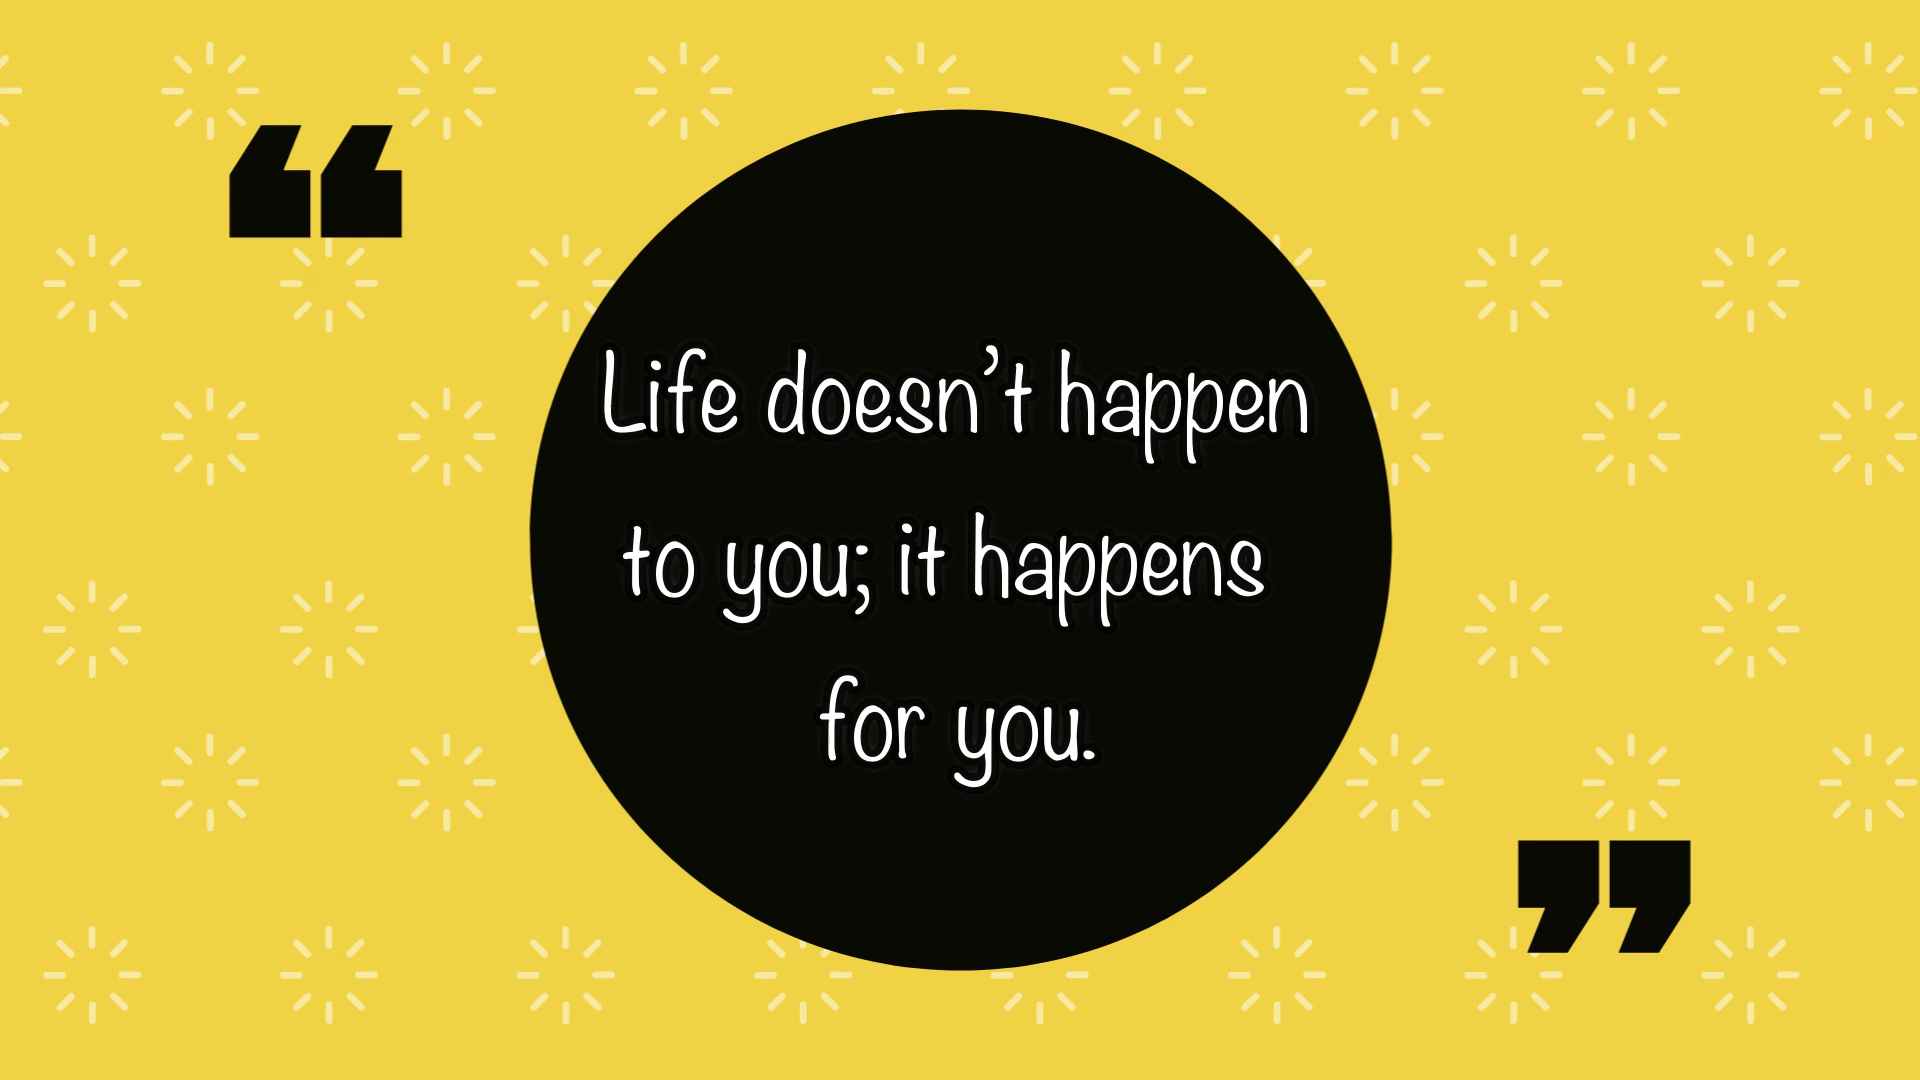 “
Life doesn’t happen
to you; it happens
for you.
”